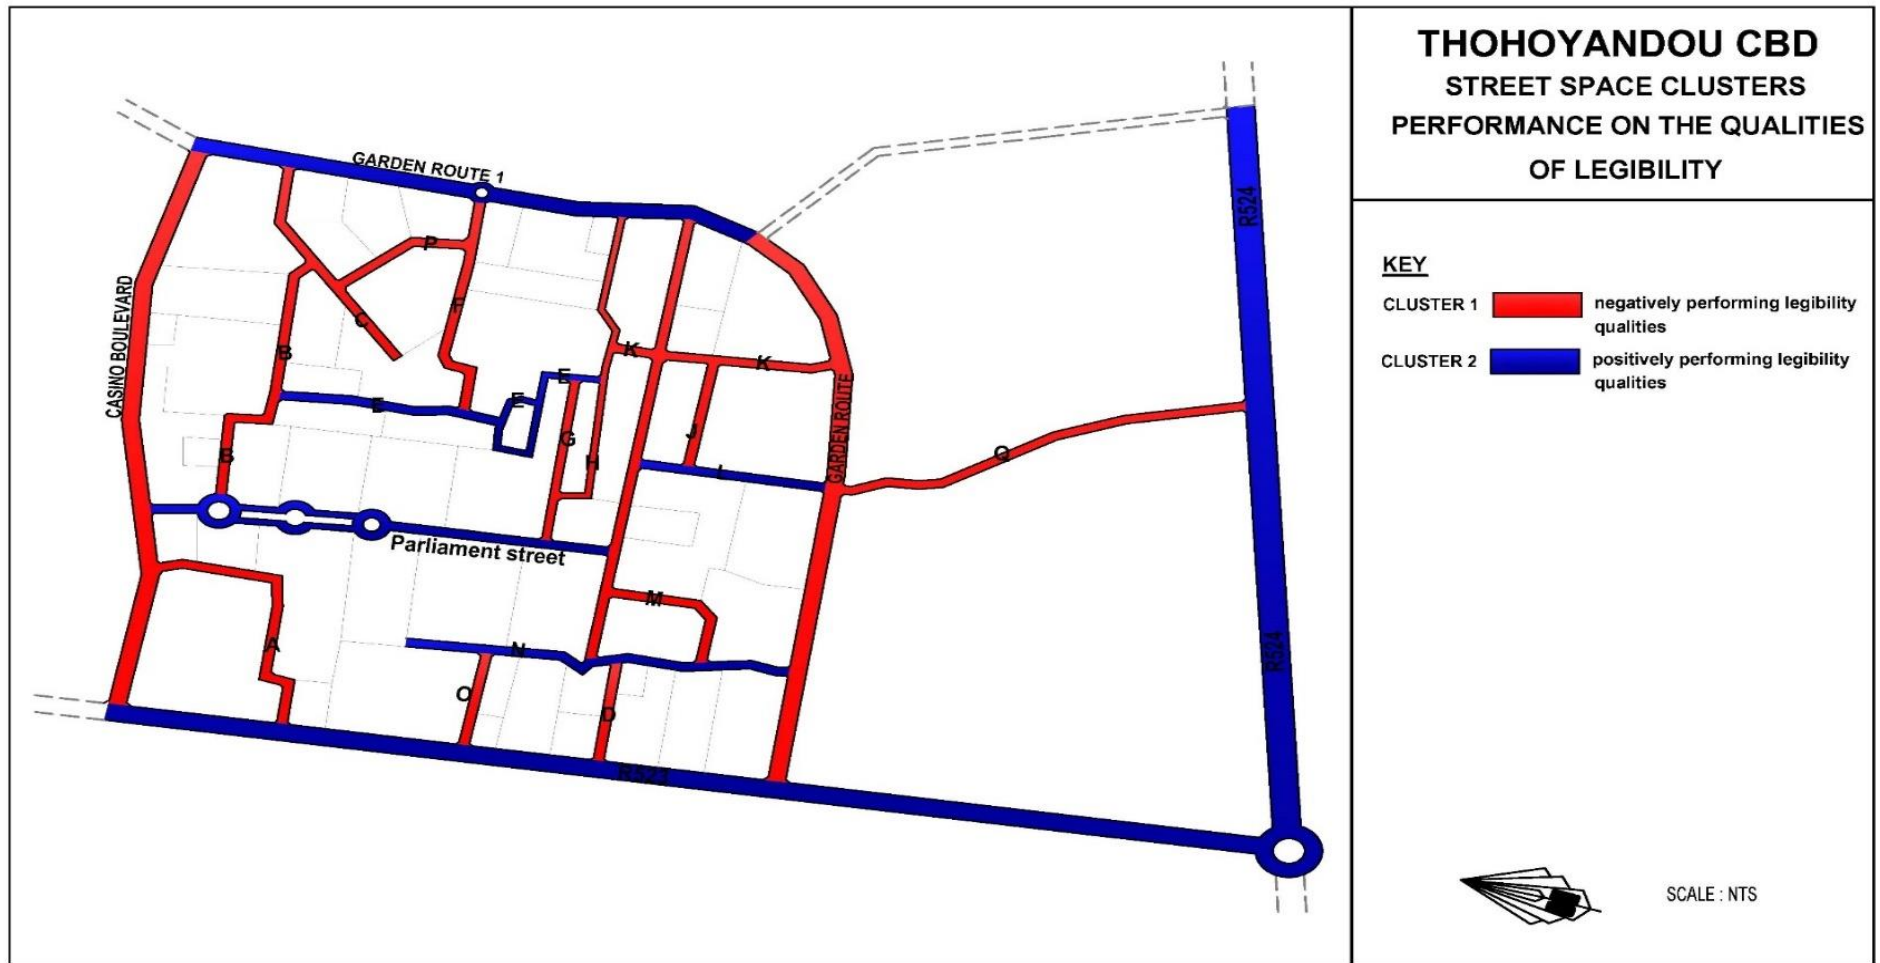 THOHOYANDOU CBD
STREET SPACE CLUSTERS
PERFORMANCE ON THE QUALITIES
OF LEGIBILITY
KEY
CLUSTER 1
negatively performing legibility
qualities
CLUSTER 2
positively performing legibility
qualities
SCALE : NTS
GARDEN ROUTE 1
R524
P
CASINO BOULEVARD
F
C
B
K
K
E
E
E
GARDEN ROUTE
J
G
B
H
L
Q
Parliament street
M
A
N
R524
O
D
R523